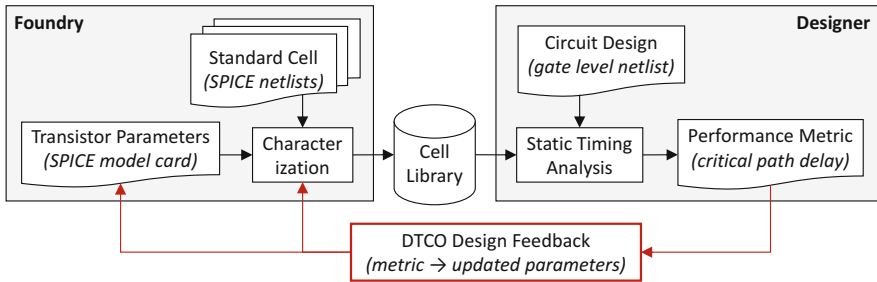 Foundry
Designer
Standard Cell
(SPICE netlists)
Circuit Design
(gate level netlist)
Transistor Parameters
(SPICE model card)
Character
ization
Cell
Library
Static Timing
Analysis
Performance Metric
(critical path delay)
DTCO Design Feedback
(metric → updated parameters)